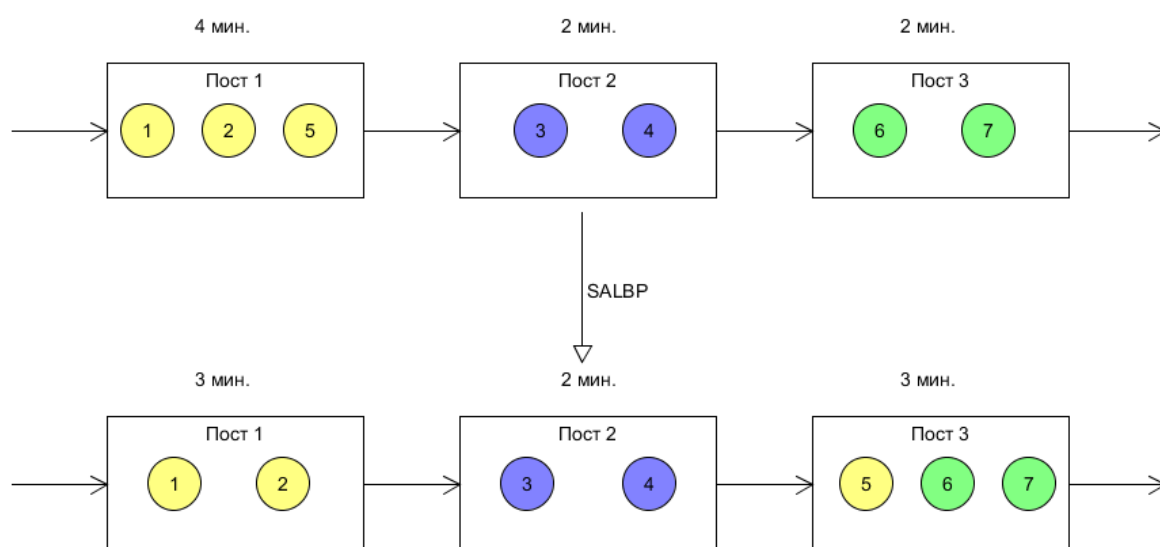 4 мин. 2 мин. 2 мин.
Пост 1 Пост 2 Пост 3
1 2 5 3 4 6 7
SALBP
3 мин. 2 мин. 3 мин.
Пост 1 Пост 2 Пост 3
1 2 3 4 5 6 7